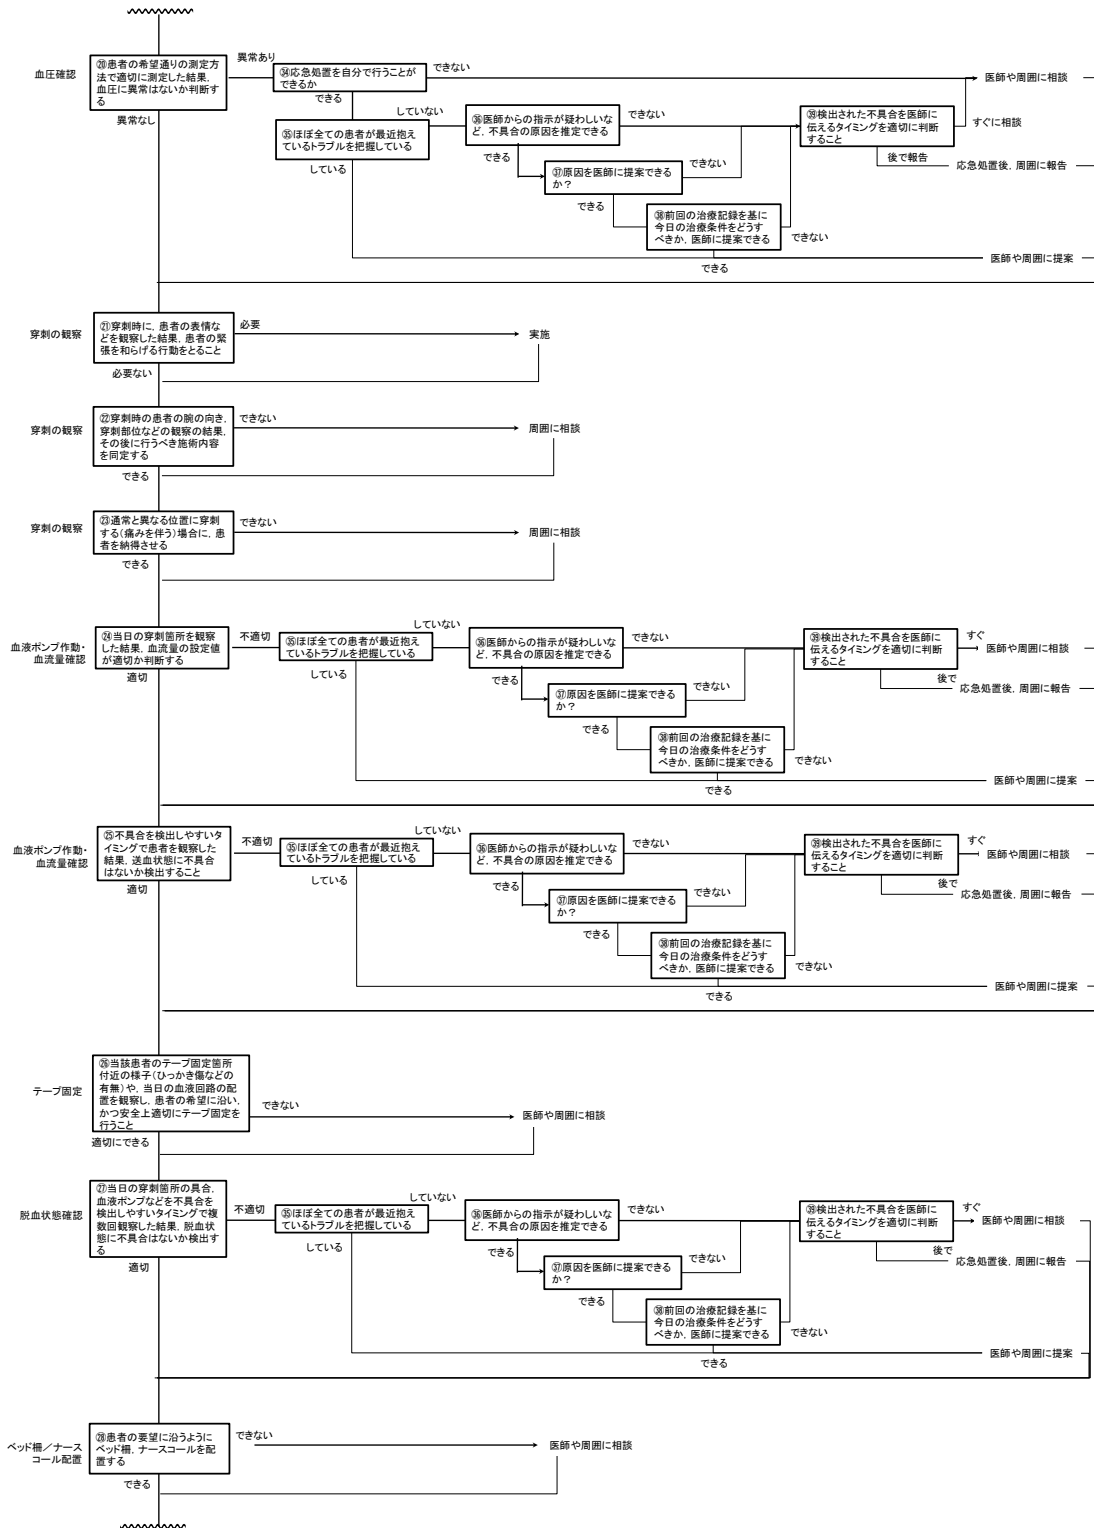 血圧確認
⑳患者の希望通りの測定方
法で適切に測定した結果,
血圧に異常はないか判断す
る
異常あり
異常なし
㉞応急処置を自分で行うことが
できるか
できない
できる
医師や周囲に相談
㉟ほぼ全ての患者が最近抱え
ているトラブルを把握している
していない
している
㊱医師からの指示が疑わしい
など, 不具合の原因を推定できる
できない
できる
㊲原因を医師に提案できる
か?
できない
できる
㊳前回の治療記録を基に
今日の治療条件をどうす
べきか, 医師に提案できる
できない
できる
㊴検出された不具合を医師に
伝えるタイミングを適切に判断
すること
すぐに相談
後で報告
応急処置後, 周囲に報告
医師や周囲に提案
穿刺の観察
㉑穿刺時に, 患者の表情な
どを観察した結果, 患者の緊
張を和らげる行動をとること
必要
実施
必要ない
穿刺の観察
㉒穿刺時の患者の腕の向き,
穿刺部位などの観察の結果,
その後に行うべき施術内容
を同定する
できない
周囲に相談
できる
穿刺の観察
㉓通常と異なる位置に穿刺
する(痛みを伴う)場合に, 患
者を納得させる
できない
周囲に相談
できる
血液ポンプ作動・
血流量確認
㉔当日の穿刺箇所を観察
した結果, 血流量の設定値
が適切か判断する
不適切
適切
㉟ほぼ全ての患者が最近抱え
ているトラブルを把握している
していない
している
㊱医師からの指示が疑わしいな
ど, 不具合の原因を推定できる
できない
できる
㊲原因を医師に提案できる
か?
できない
できる
㊳前回の治療記録を基に
今日の治療条件をどうす
べきか, 医師に提案できる
できない
できる
㊴検出された不具合を医師に
伝えるタイミングを適切に判断
すること
すぐ
医師や周囲に相談
後で
応急処置後, 周囲に報告
医師や周囲に提案
血液ポンプ作動・
血流量確認
㉕不具合を検出しやすいタ
イミングで患者を観察した
結果, 送血状態に不具合
はないか検出すること
不適切
適切
㉟ほぼ全ての患者が最近抱え
ているトラブルを把握している
していない
している
㊱医師からの指示が疑わしいな
ど, 不具合の原因を推定できる
できない
できる
㊲原因を医師に提案できる
か?
できない
できる
㊳前回の治療記録を基に
今日の治療条件をどうす
べきか, 医師に提案できる
できない
できる
㊴検出された不具合を医師に
伝えるタイミングを適切に判断
すること
すぐ
医師や周囲に相談
後で
応急処置後, 周囲に報告
医師や周囲に提案
テープ固定
㉖当該患者のテープ固定箇所
付近の様子(ひっかき傷などの
有無)や, 当日の血液回路の配
置を観察し, 患者の希望に沿い,
かつ安全上適切にテープ固定を
行うこと
できない
医師や周囲に相談
適切にできる
脱血状態確認
㉗当日の穿刺箇所の具合,
血液ポンプなどを不具合を
検出しやすいタイミングで複
数回観察した結果, 脱血状
態に不具合はないか検出す
る
不適切
適切
㉟ほぼ全ての患者が最近抱え
ているトラブルを把握している
していない
している
㊱医師からの指示が疑わしいな
ど, 不具合の原因を推定できる
できない
できる
㊲原因を医師に提案できる
か?
できない
できる
㊳前回の治療記録を基に
今日の治療条件をどうす
べきか, 医師に提案できる
できない
できる
㊴検出された不具合を医師に
伝えるタイミングを適切に判断
すること
すぐ
医師や周囲に相談
後で
応急処置後, 周囲に報告
医師や周囲に提案
ベッド柵/ナース
コール配置
㉘患者の要望に沿うように
ベッド柵, ナースコールを配
置する
できない
医師や周囲に相談
できる